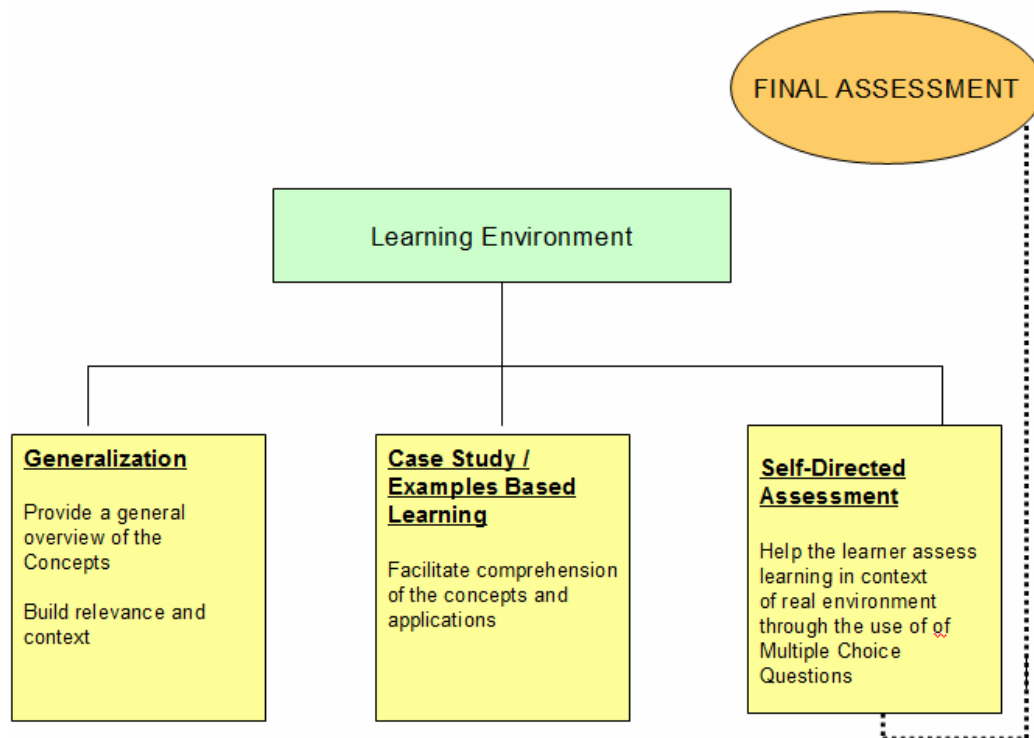 FINAL ASSESSMENT
Learning Environment
Generalization
Provide a general
overview of the
Concepts
Build relevance and
context
Case Study /
Examples Based
Learning
Facilitate comprehension
of the concepts and
applications
Self-Directed
Assessment
Help the learner assess
learning in context
of real environment
through the use of of
Multiple Choice
Questions